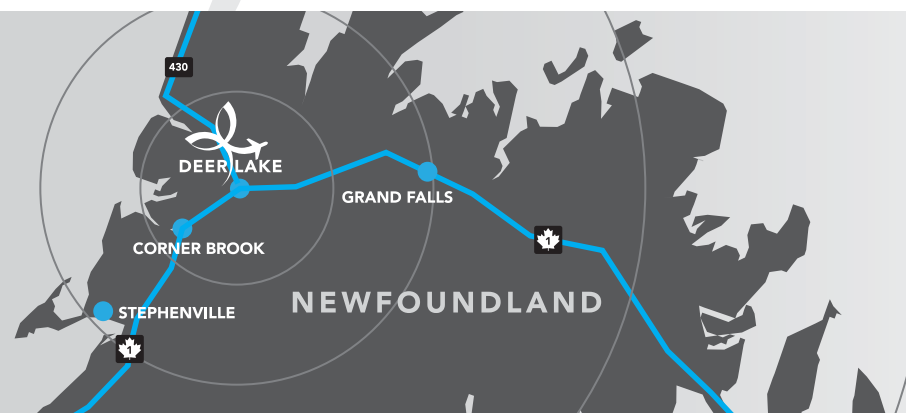 430
DEER LAKE
GRAND FALLS
1
CORNER BROOK
NEWFOUNDLAND
STEPHENVILLE
1